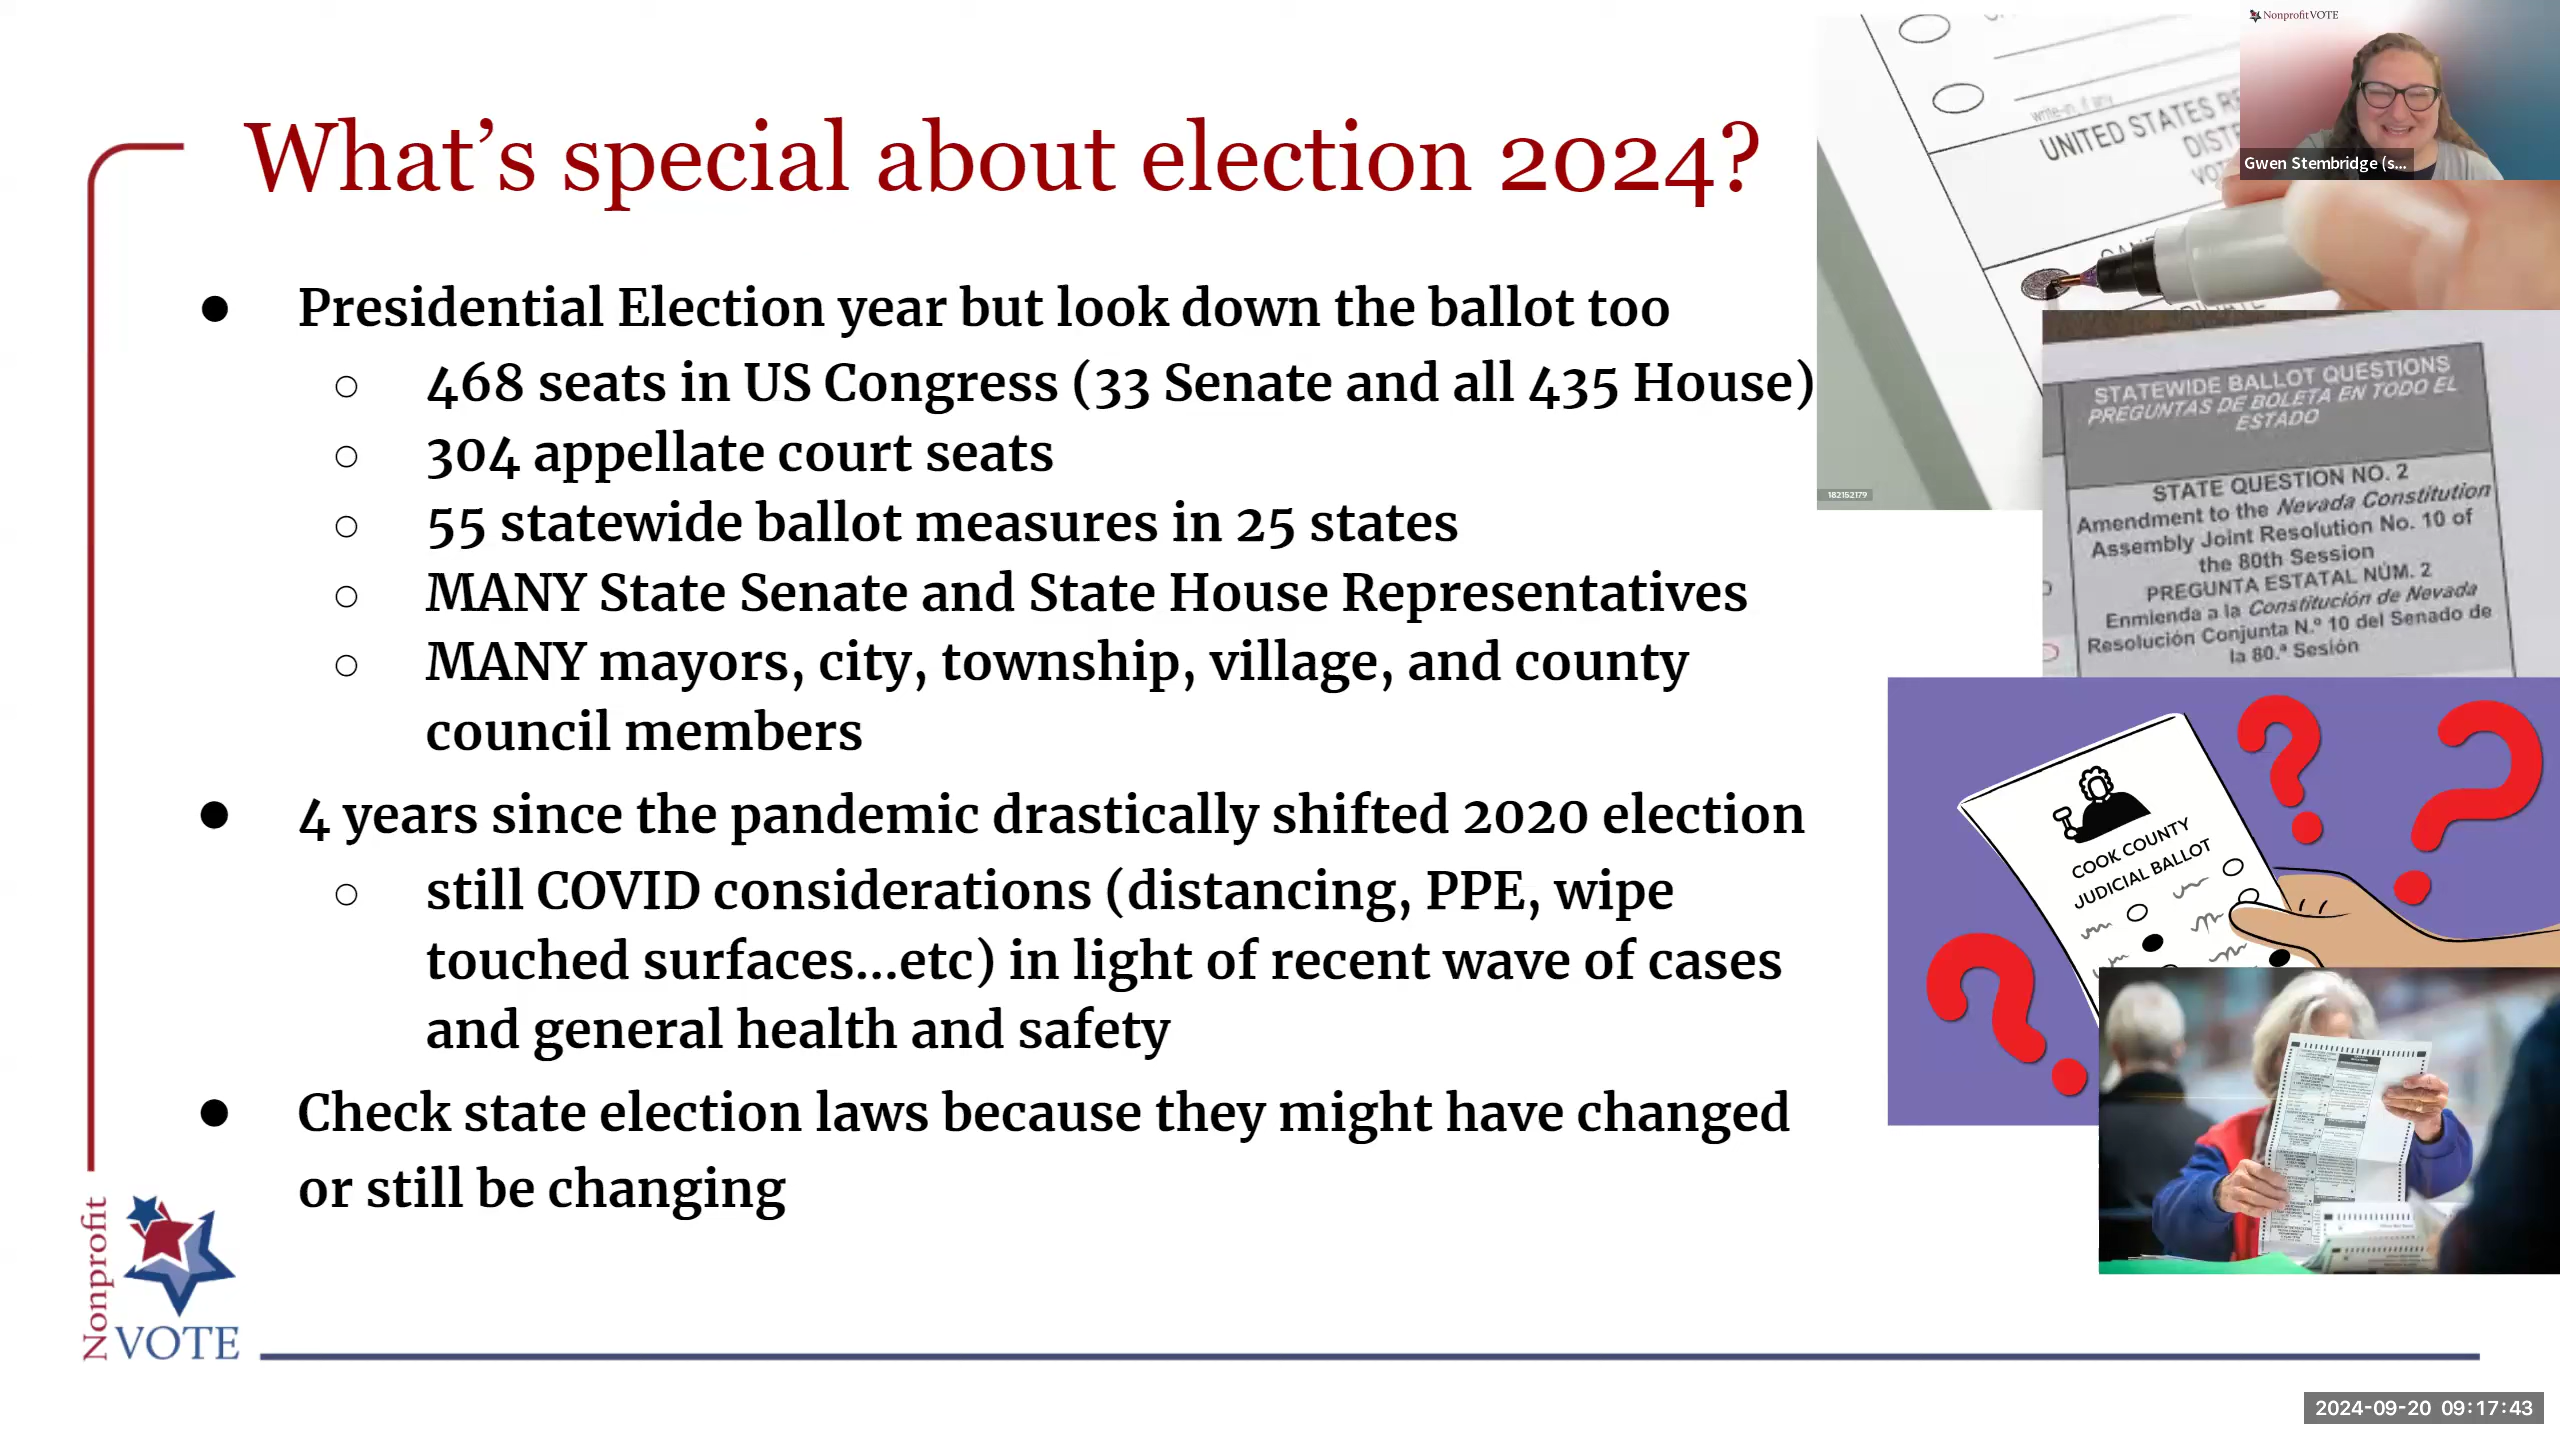 What's special about election 2024?
● Presidential Election year but look down the ballot too
○ 468 seats in US Congress (33 Senate and all 435 House)
○ 304 appellate court seats
○ 55 statewide ballot measures in 25 states
○ MANY State Senate and State House Representatives
○ MANY mayors, city, township, village, and county
council members
● 4 years since the pandemic drastically shifted 2020 election
○ still COVID considerations (distancing, PPE, wipe
touched surfaces...etc) in light of recent wave of cases
and general health and safety
● Check state election laws because they might have changed
or still be changing
Nonprofit
VOTE
write-in, if any
UNITED STATES
182152179
NonprofitVOTE
Gwen Stembridge (s...
STATEWIDE BALLOT QUESTIONS
PREGUNTAS DE BOLETA EN TODO EL
ESTADO
STATE QUESTION NO. 2
Amendment to the Nevada Constitution
Assembly Joint Resolution No. 10 of
the 80th Session
PREGUNTA ESTATAL NÚM. 2
Enmienda a la Constitución de Nevada
Resolución Conjunta N.º 10 del Senado de
la 80.ª Sesión
COOK COUNTY
JUDICIAL BALLOT
2024-09-20 09:17:43